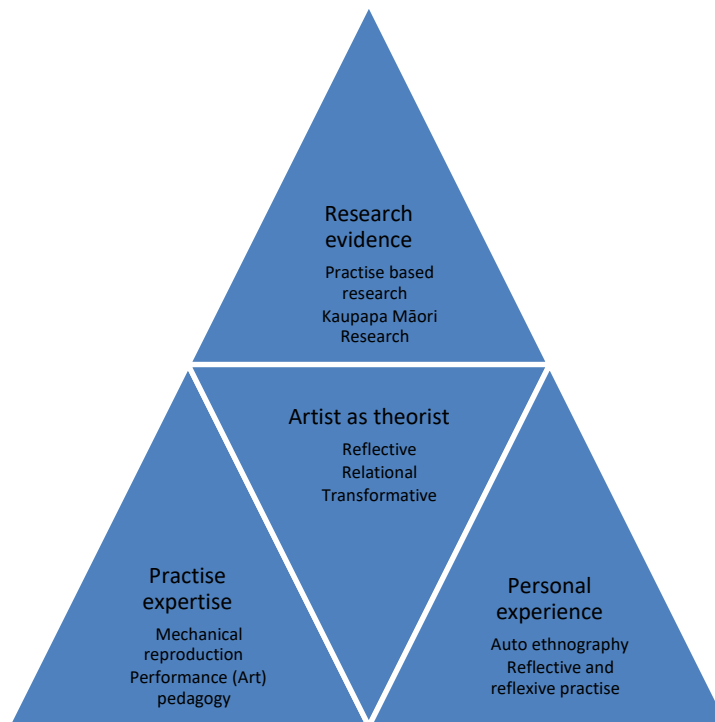 Research
evidence
Practise based
research
Kaupapa Māori
Research
Artist as theorist
Reflective
Relational
Transformative
Practise
expertise
Mechanical
reproduction
Performance (Art)
pedagogy
Personal
experience
Auto ethnography
Reflective and
reflexive practise